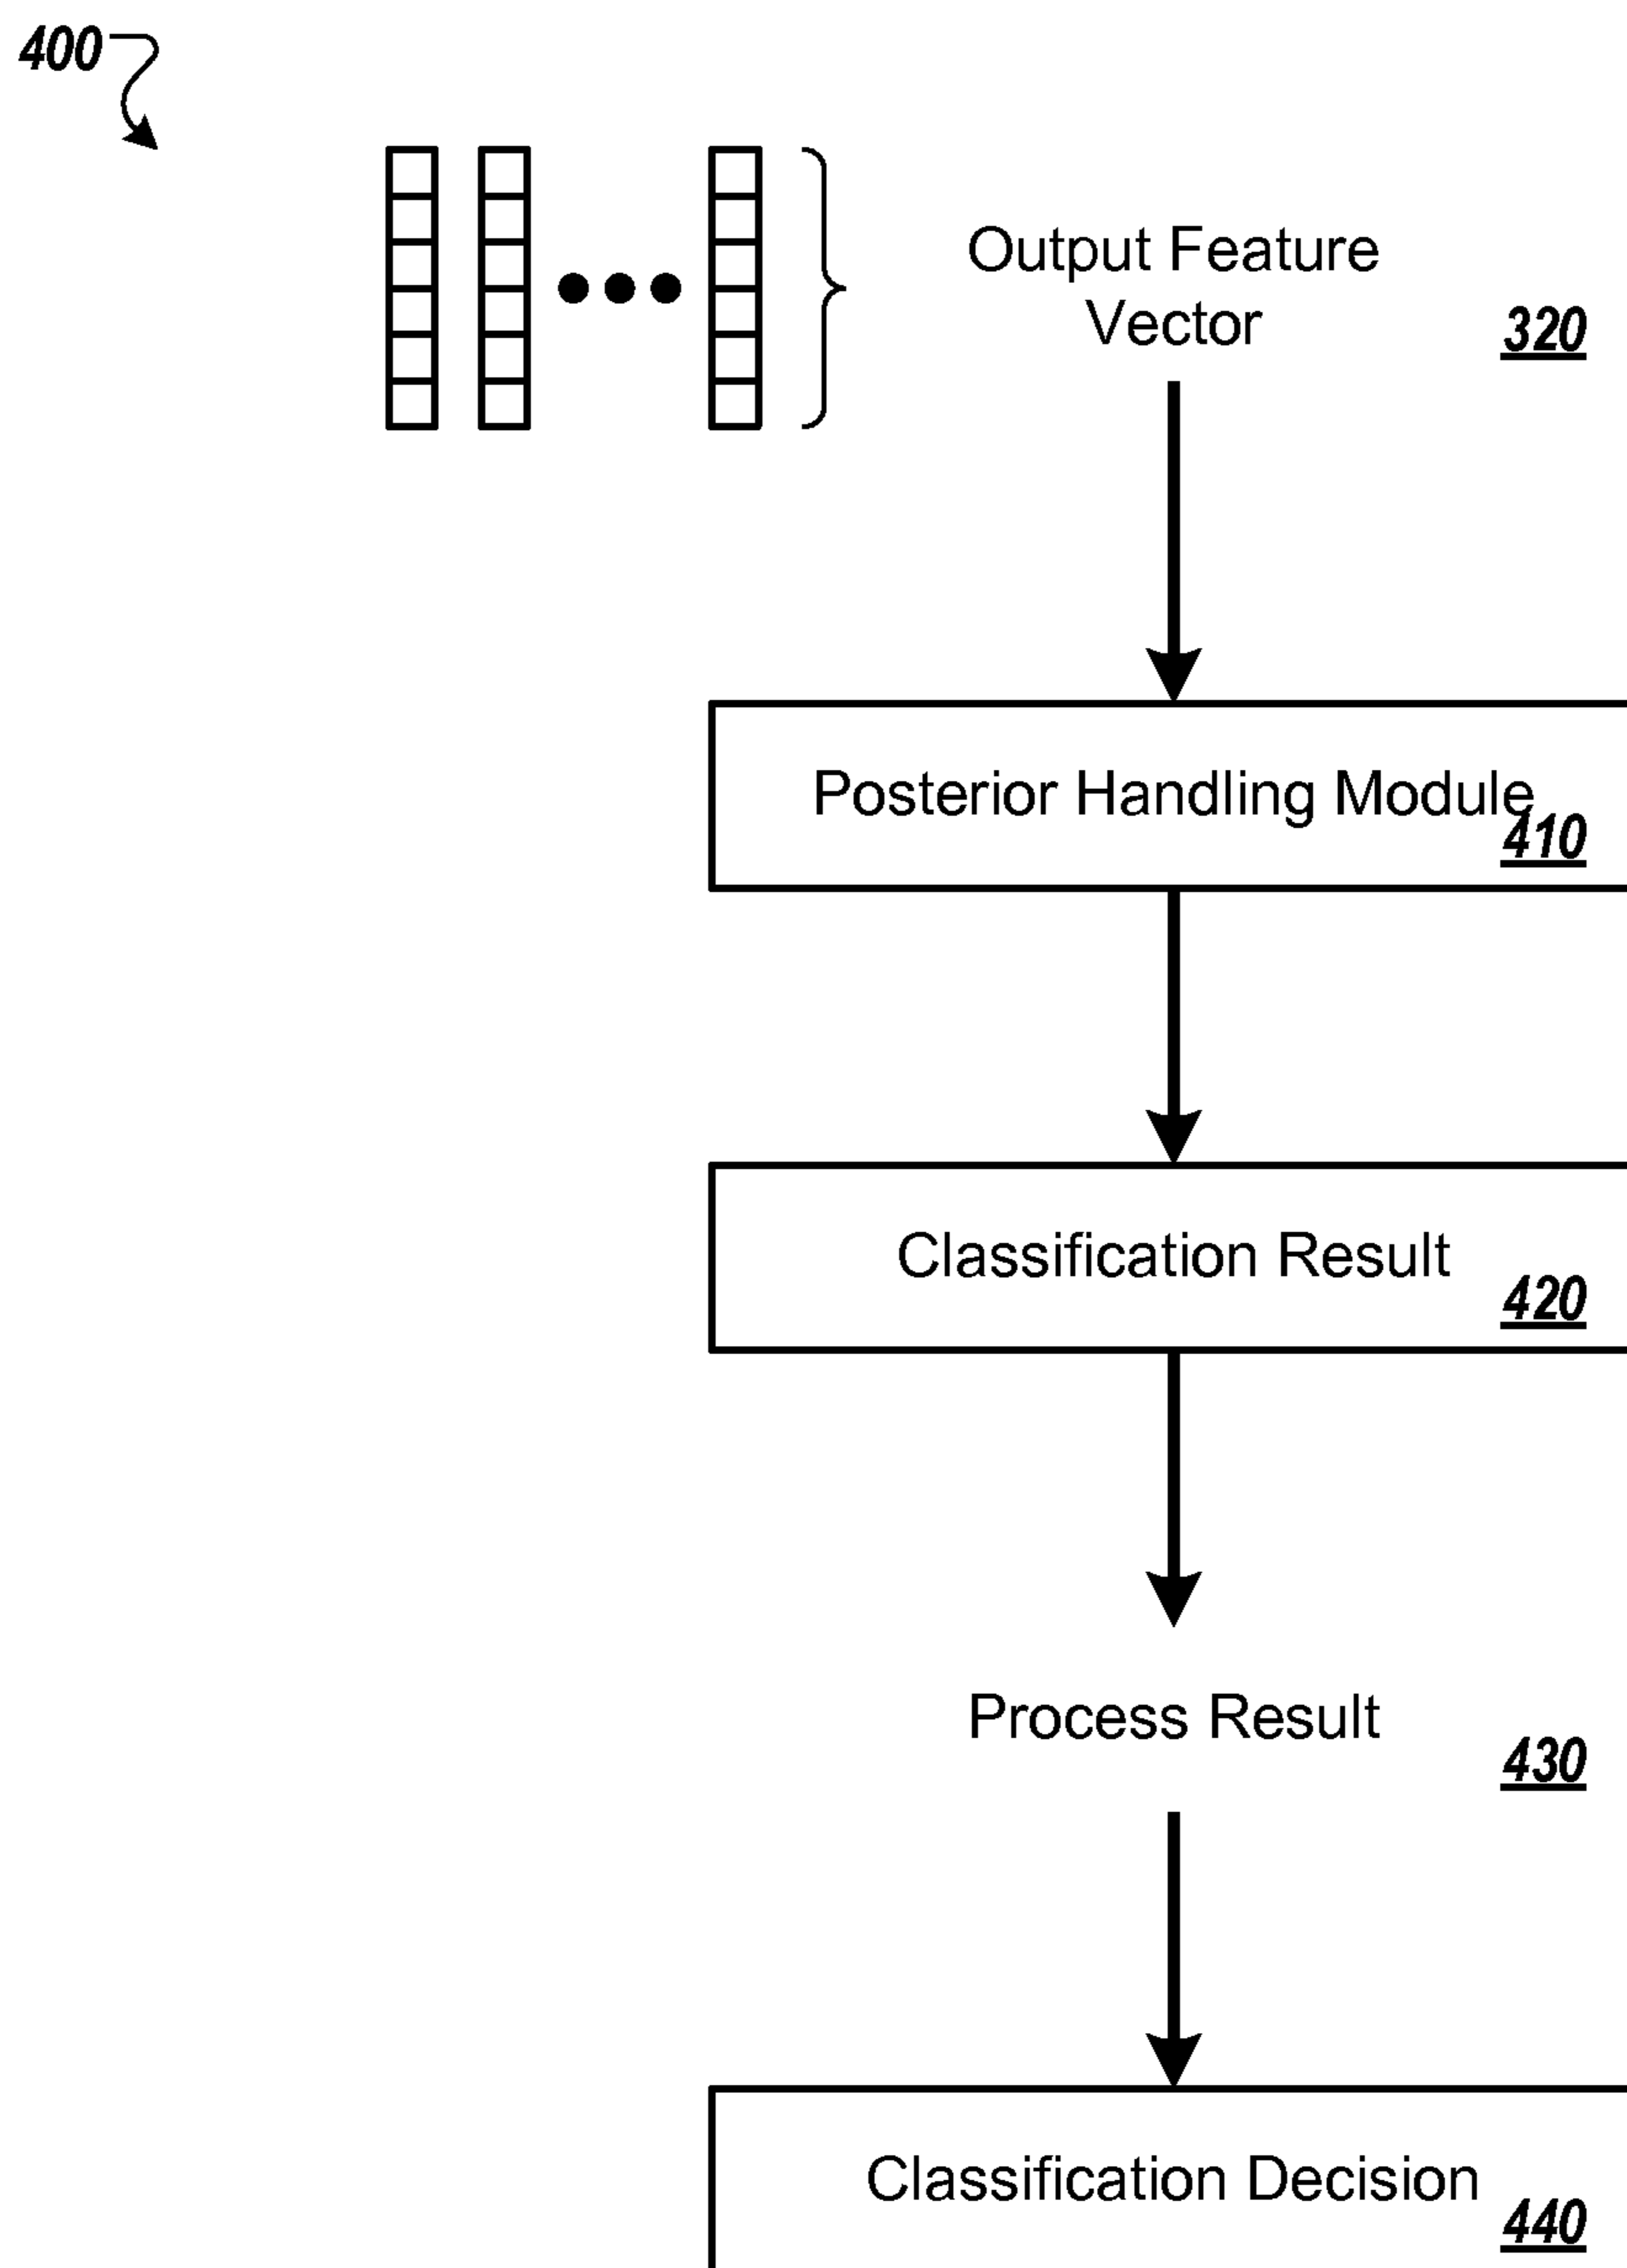 400
Output Feature
Vector
320
Posterior Handling Module
410
Classification Result
420
Process Result
430
Classification Decision
440